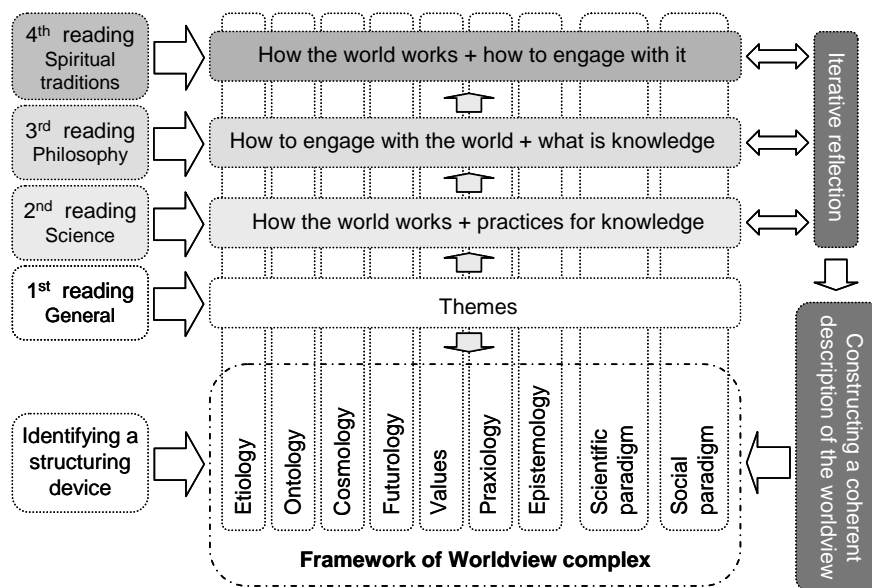 4th reading
Spiritual
traditions
How the world works + how to engage with it
3rd reading
Philosophy
How to engage with the world + what is knowledge
2nd reading
Science
How the world works + practices for knowledge
1st reading
General
Themes
Iterative reflection
Identifying a
structuring
device
Etiology
Ontology
Cosmology
Futurology
Values
Praxiology
Epistemology
Scientific
paradigm
Social
paradigm
Framework of Worldview complex
Constructing a coherent
description of the worldview